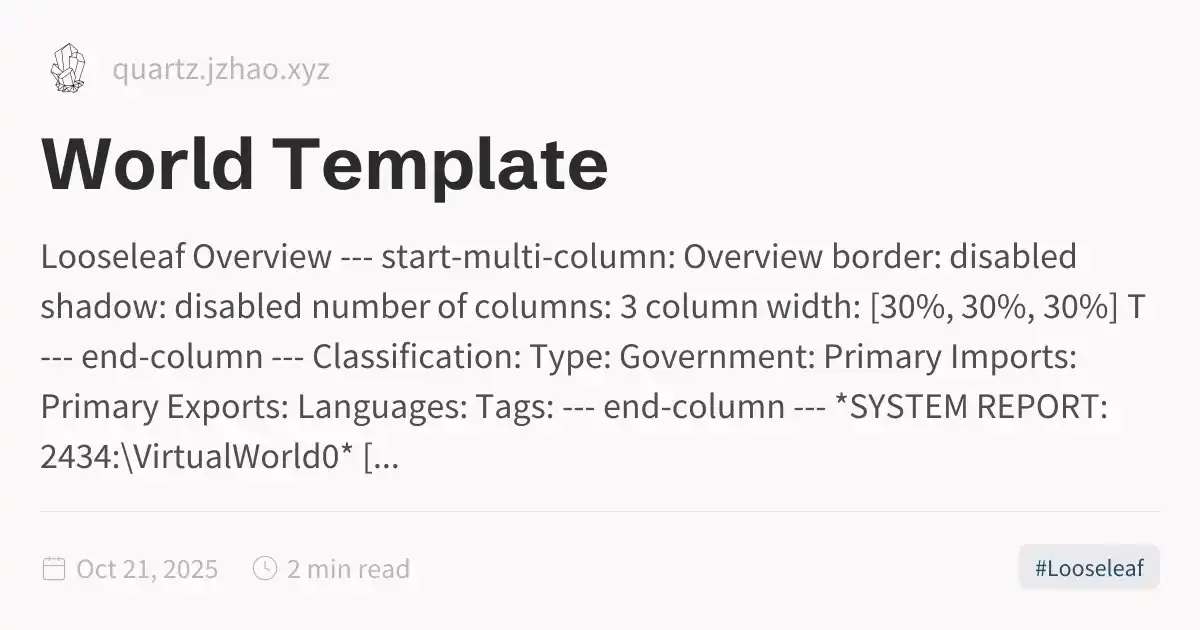 quartz.jzhao.xyz
World Template
Looseleaf Overview --- start-multi-column: Overview border: disabled
shadow: disabled number of columns: 3 column width: [30%, 30%, 30%] T
--- end-column --- Classification: Type: Government: Primary Imports:
Primary Exports: Languages: Tags: --- end-column --- *SYSTEM REPORT:
2434:\VirtualWorld0* [...
Oct 21, 2025 2 min read #Looseleaf